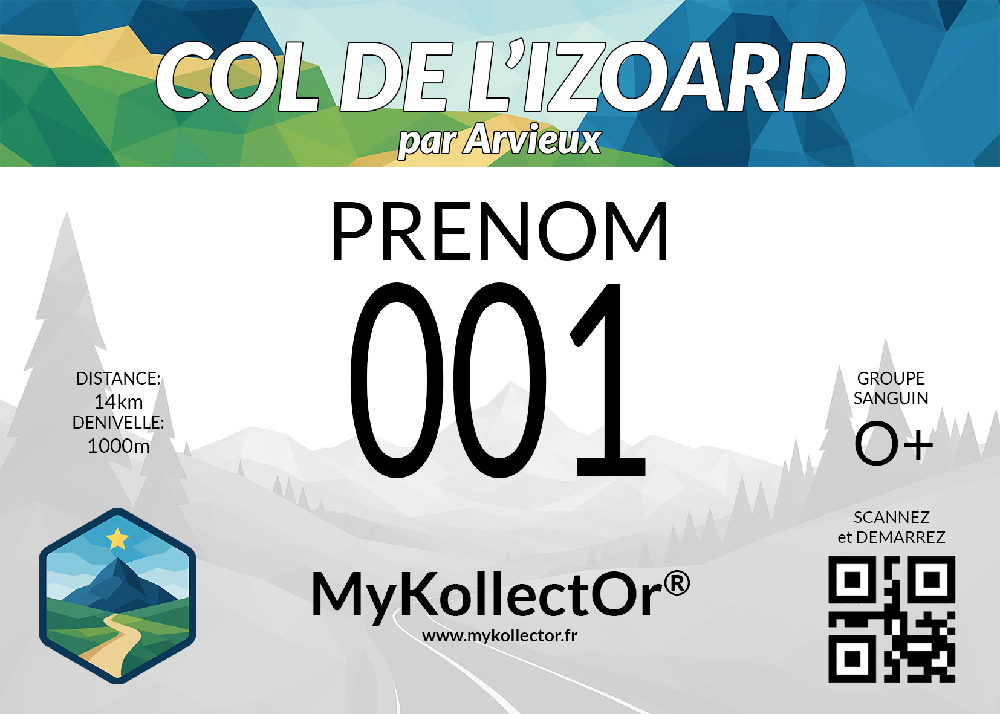 COL DE L’IZOARD
par Arvieux
PRENOM
001
DISTANCE:
14km
DENIVELLE:
1000m
GROUPE
SANGUIN
O+
SCANNEZ
et DEMARREZ
MyKollectOr®
www.mykollector.fr